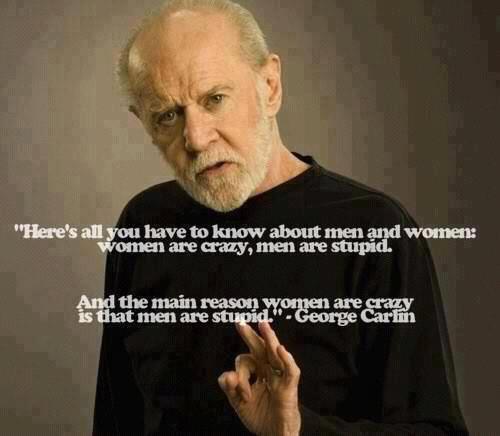 "Here's all you have to know about men and women:
women are crazy, men are stupid.
And the main reason women are crazy
is that men are stupid." - George Carlin